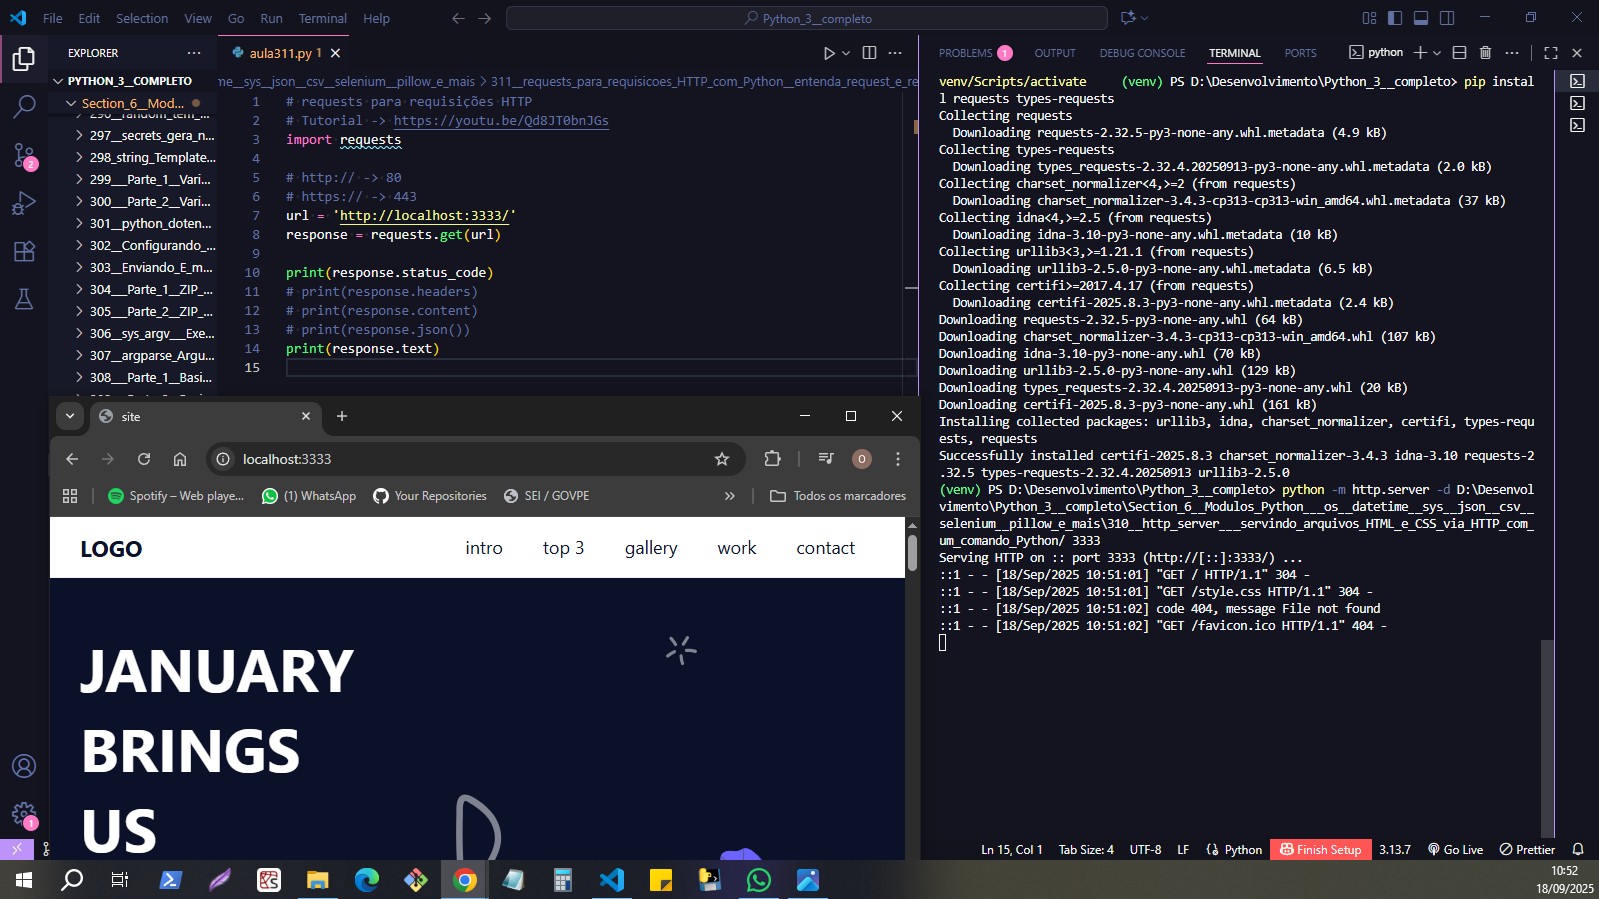 File Edit Selection View Go Run Terminal Help
Python_3__completo
EXPLORER
PYTHON_3__COMPLETO
Section_6__Mod...
297__secrets_gera_n...
298_string_Template...
299___Parte_1__Vari...
300___Parte_2__Vari...
301__python_doten...
302__Configurando_...
303__Enviando_E_m...
304___Parte_1__ZIP_...
305___Parte_2__ZIP_...
306__sys_argv___Exe...
307__argparse_Argu...
308___Parte_1__Basi...
aula311.py 1
me__sys__json__csv__selenium__pillow_e_mais > 311__requests_para_requisicoes_HTTP_com_Python__entenda_request_e_re
1 # requests para requisições HTTP
2 # Tutorial -> https://youtu.be/Qd8JT0bnJGs
3 import requests
4
5 # http:// -> 80
6 # https:// -> 443
7 url = 'http://localhost:3333/'
8 response = requests.get(url)
9
10 print(response.status_code)
11 # print(response.headers)
12 # print(response.content)
13 # print(response.json())
14 print(response.text)
15
PROBLEMS 1 OUTPUT DEBUG CONSOLE TERMINAL PORTS
python
venv/Scripts/activate (venv) PS D:\Desenvolvimento\Python_3__completo> pip instal
l requests types-requests
Collecting requests
Downloading requests-2.32.5-py3-none-any.whl.metadata (4.9 kB)
Collecting types-requests
Downloading types_requests-2.32.4.20250913-py3-none-any.whl.metadata (2.0 kB)
Collecting charset_normalizer<4,>=2 (from requests)
Downloading charset_normalizer-3.4.3-cp313-cp313-win_amd64.whl.metadata (37 kB)
Collecting idna<4,>=2.5 (from requests)
Downloading idna-3.10-py3-none-any.whl.metadata (10 kB)
Collecting urllib3<3,>=1.21.1 (from requests)
Downloading urllib3-2.5.0-py3-none-any.whl.metadata (6.5 kB)
Collecting certifi>=2017.4.17 (from requests)
Downloading certifi-2025.8.3-py3-none-any.whl.metadata (2.4 kB)
Downloading requests-2.32.5-py3-none-any.whl (64 kB)
Downloading charset_normalizer-3.4.3-cp313-cp313-win_amd64.whl (107 kB)
Downloading idna-3.10-py3-none-any.whl (70 kB)
Downloading urllib3-2.5.0-py3-none-any.whl (129 kB)
Downloading types_requests-2.32.4.20250913-py3-none-any.whl (20 kB)
Downloading certifi-2025.8.3-py3-none-any.whl (161 kB)
Installing collected packages: urllib3, idna, charset_normalizer, certifi, types-requ
ests, requests
Successfully installed certifi-2025.8.3 charset_normalizer-3.4.3 idna-3.10 requests-2
.32.5 types-requests-2.32.4.20250913 urllib3-2.5.0
(venv) PS D:\Desenvolvimento\Python_3__completo> python -m http.server -d D:\Desenvol
vimento\Python_3__completo\Section_6__Modulos_Python___os__datetime__sys__json__csv__
selenium__pillow_e_mais\310__http_server___servindo_arquivos_HTML_e_CSS_via_HTTP_com_
um_comando_Python/ 3333
Serving HTTP on :: port 3333 (http://[::]:3333/) ...
::1 - - [18/Sep/2025 10:51:01] "GET / HTTP/1.1" 304 -
::1 - - [18/Sep/2025 10:51:01] "GET /style.css HTTP/1.1" 304 -
::1 - - [18/Sep/2025 10:51:02] code 404, message File not found
::1 - - [18/Sep/2025 10:51:02] "GET /favicon.ico HTTP/1.1" 404 -
site
localhost:3333
O
Spotify – Web playe... (1) WhatsApp Your Repositories SEI / GOVPE » Todos os marcadores
LOGO intro top 3 gallery work contact
JANUARY
BRINGS
US
2
1
Ln 15, Col 1 Tab Size: 4 UTF-8 LF Python Finish Setup 3.13.7 Go Live Prettier
10:52
18/09/2025